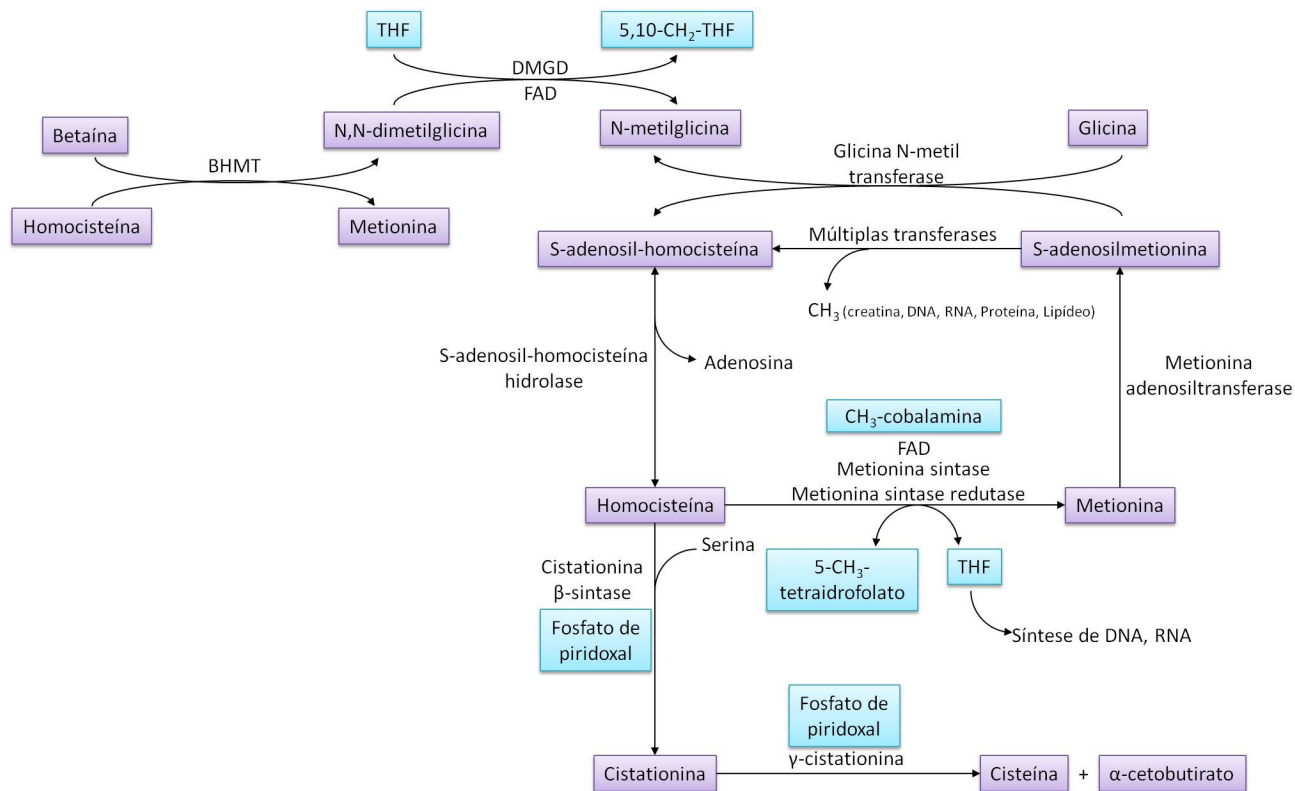 THF
5,10-CH₂-THF
DMGD
FAD
N,N-dimetilglicina
N-metilglicina
Glicina
Betaína
BHMT
Homocisteína
Metionina
Glicina N-metil
transferase
S-adenosil-homocisteína
Múltiplas transferases
S-adenosilmetionina
CH₃ (creatina, DNA, RNA, Proteína, Lipídeo)
S-adenosil-homocisteína
hidrolase
Adenosina
Metionina
adenosiltransferase
CH₃-cobalamina
FAD
Metionina sintase
Metionina sintase redutase
Homocisteína
Metionina
Serina
Cistationina
β-sintase
5-CH₃-
tetraidrofolato
THF
Fosfato de
piridoxal
Síntese de DNA, RNA
Fosfato de
piridoxal
γ-cistationina
Cistationina
Cisteína + α-cetobutirato